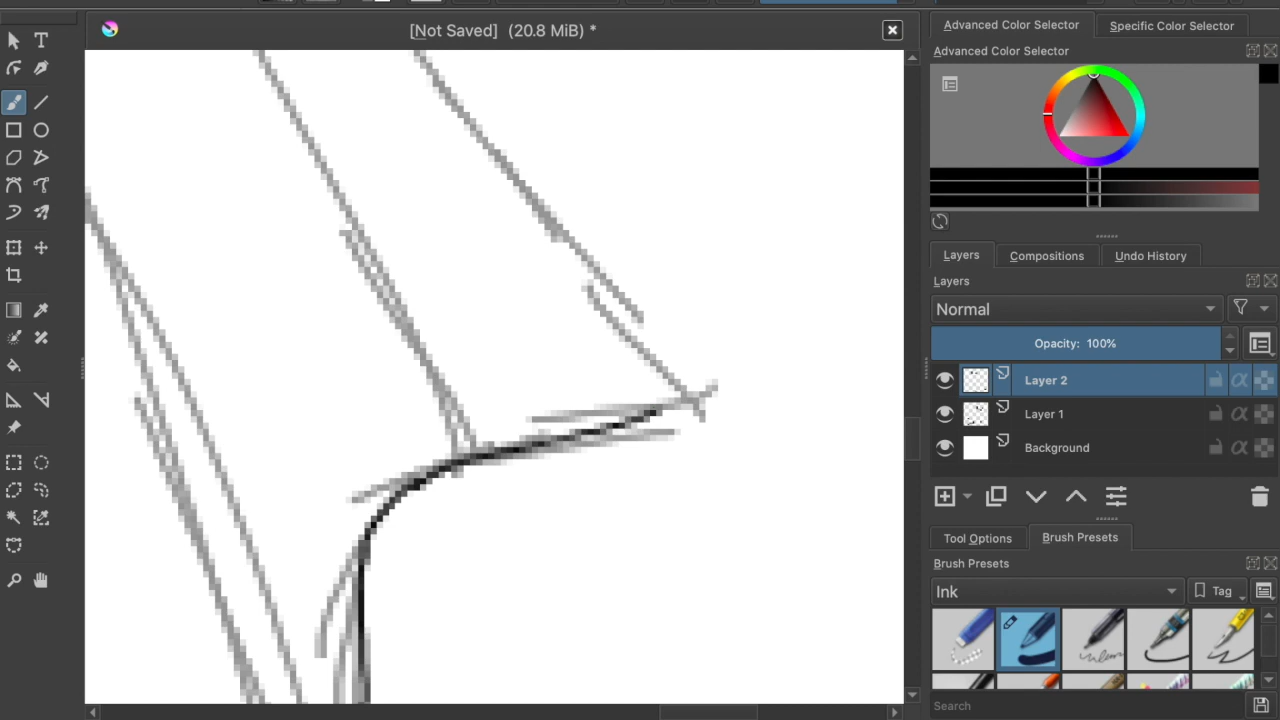 [Not Saved] (20.8 MiB) *
Advanced Color Selector
Specific Color Selector
Advanced Color Selector
Layers
Compositions
Undo History
Layers
Normal
Opacity: 100%
Layer 2
Layer 1
Background
Tool Options
Brush Presets
Brush Presets
Ink
Tag
Search